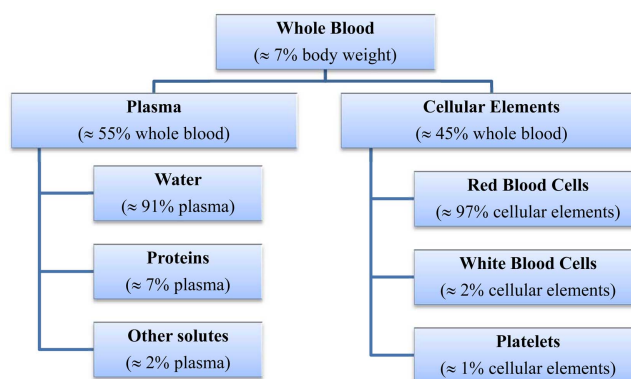 Whole Blood
(≈ 7% body weight)
Plasma
(≈ 55% whole blood)
Cellular Elements
(≈ 45% whole blood)
Water
(≈ 91% plasma)
Proteins
(≈ 7% plasma)
Other solutes
(≈ 2% plasma)
Red Blood Cells
(≈ 97% cellular elements)
White Blood Cells
(≈ 2% cellular elements)
Platelets
(≈ 1% cellular elements)